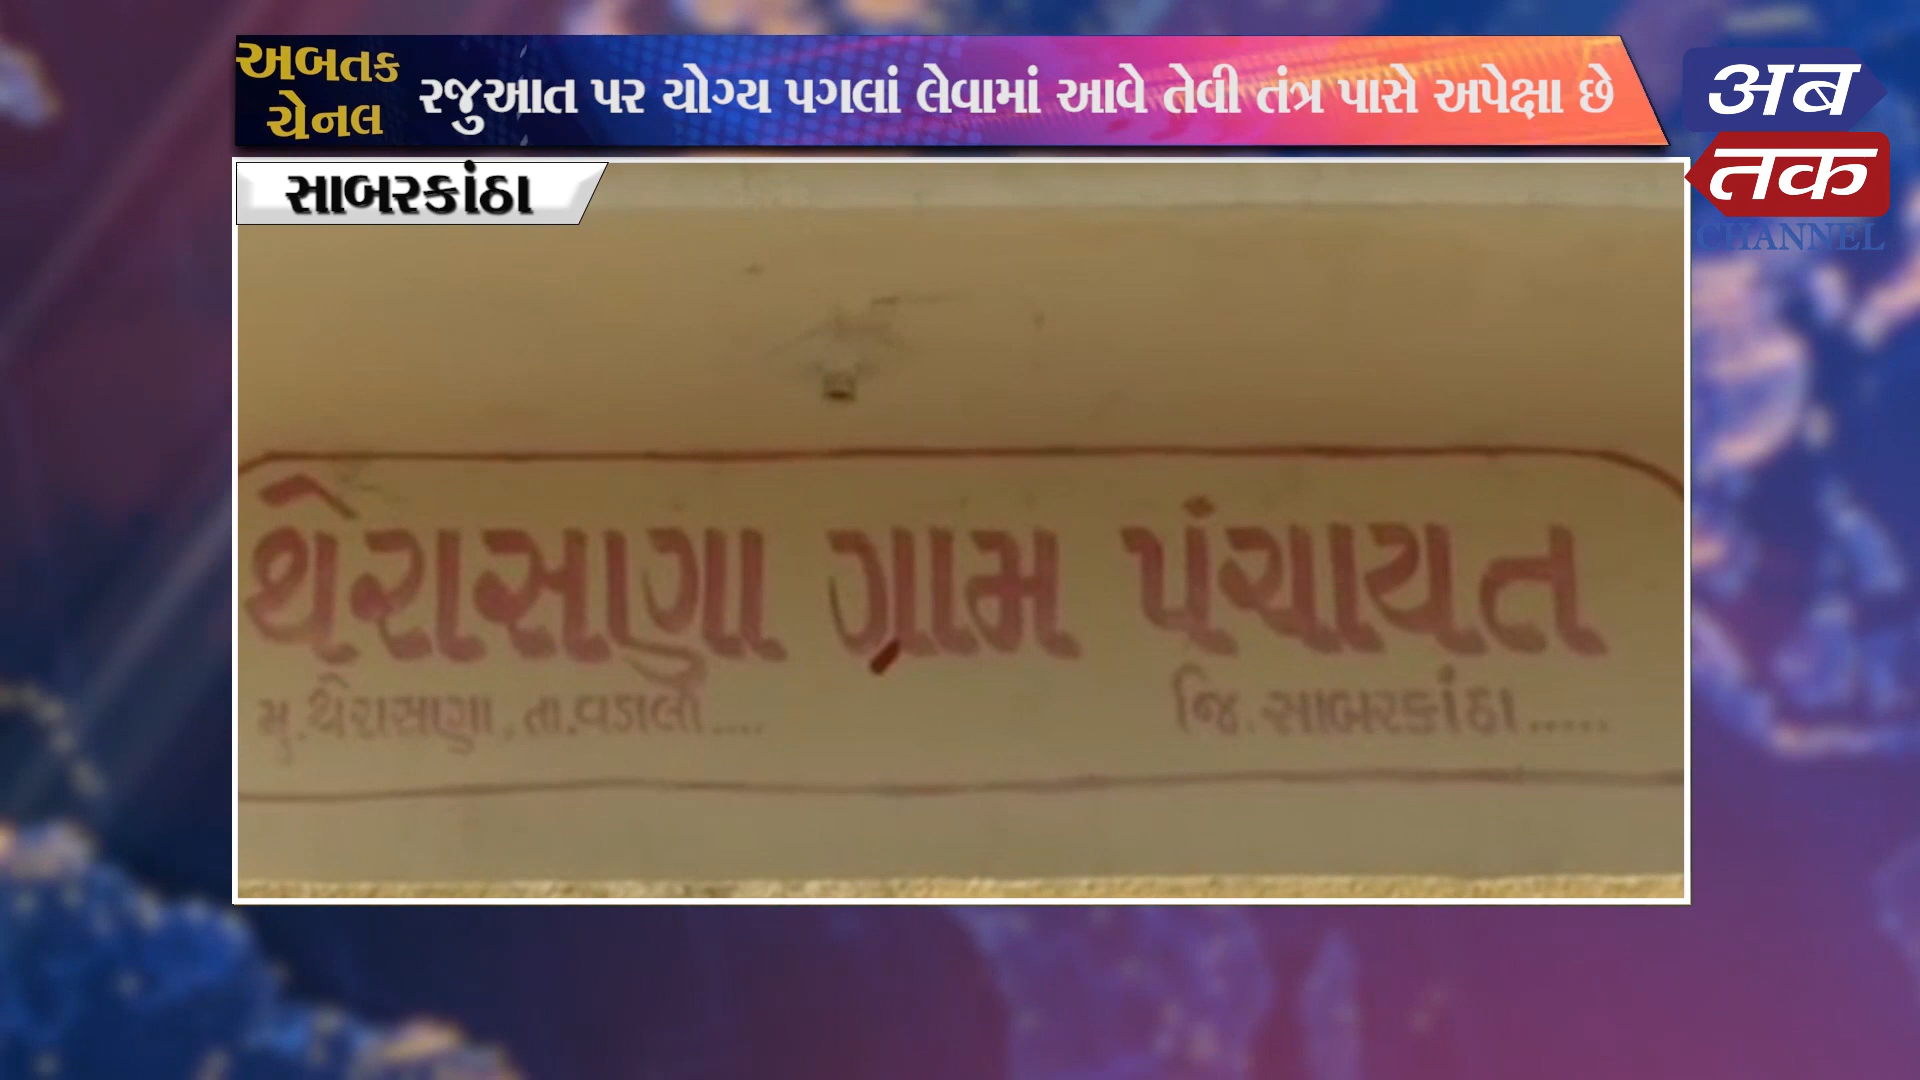 અબતક
ચેનલ
રજુઆત પર યોગ્ય પગલાં લેવામાં આવે તેવી તંત્ર પાસે અપેક્ષા છે
अब
तक
CHANNEL
સાબરકાંઠા
થેરાસણા ગ્રામ પંચાયત
મુ.થેરાસણા, તા.વડાલી.... જિ.સાબરકાંઠા.....